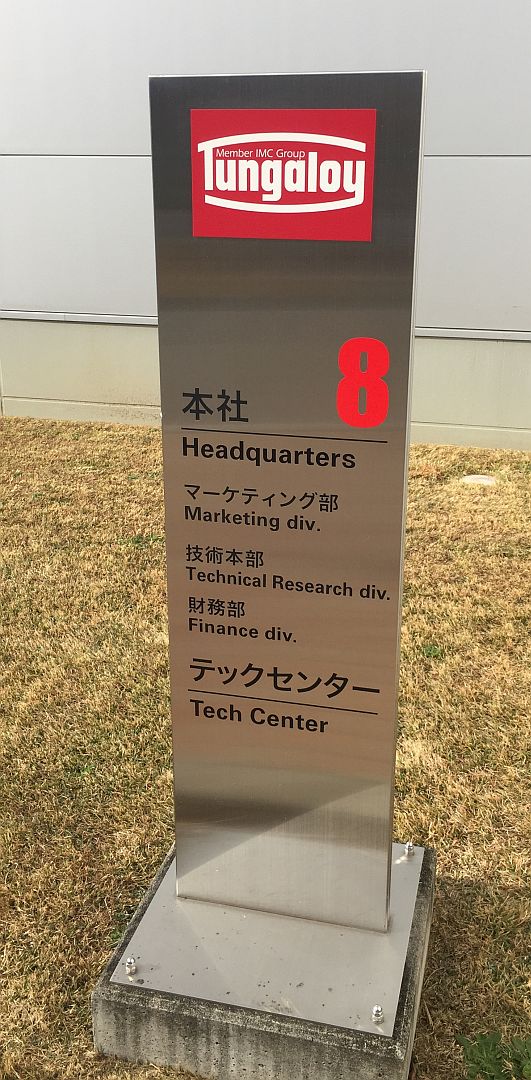 Member IMC Group
Tungaloy
8
本社
Headquarters
マーケティング部
Marketing div.
技術本部
Technical Research div.
財務部
Finance div.
テックセンター
Tech Center